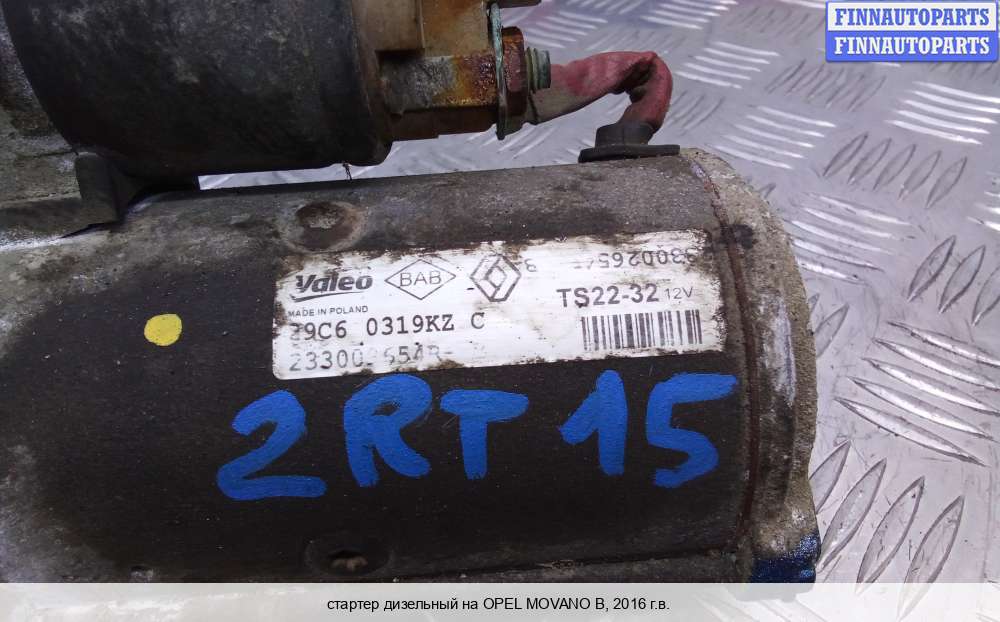 FINNAUTOPARTS
FINNAUTOPARTS
Valeo BAB
TS22-32 12V
MADE IN POLAND
0319KZ C
2RT15
стартер дизельный на OPEL MOVANO B, 2016 г.в.